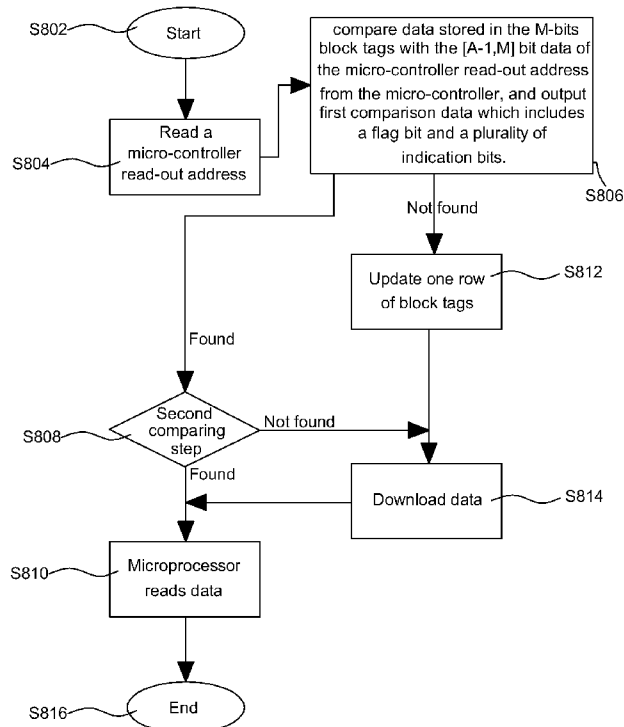 S802
Start
compare data stored in the M-bits
block tags with the [A-1,M] bit data of
the micro-controller read-out address
from the micro-controller, and output
first comparison data which includes
a flag bit and a plurality of
indication bits.
S804
Read a
micro-controller
read-out address
S806
Not found
Update one row
of block tags
S812
Found
S808
Second
comparing
step
Not found
Found
Download data
S814
S810
Microprocessor
reads data
S816
End